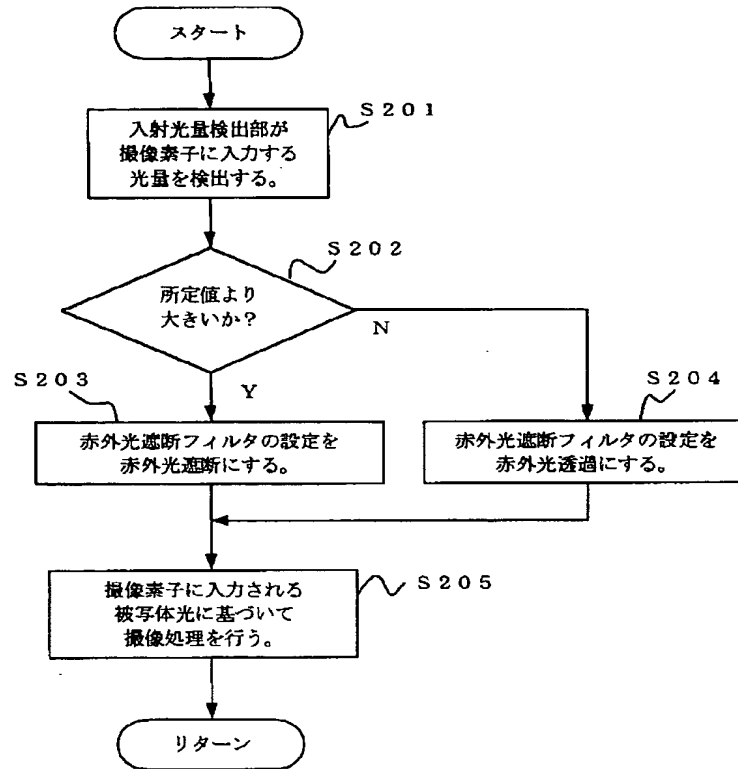 スタート
S201
入射光量検出部が
撮像素子に入力する
光量を検出する。
S202
所定値より
大きいか?
N
Y
S203
赤外光遮断フィルタの設定を
赤外光遮断にする。
S204
赤外光遮断フィルタの設定を
赤外光透過にする。
S205
撮像素子に入力される
被写体光に基づいて
撮像処理を行う。
リターン